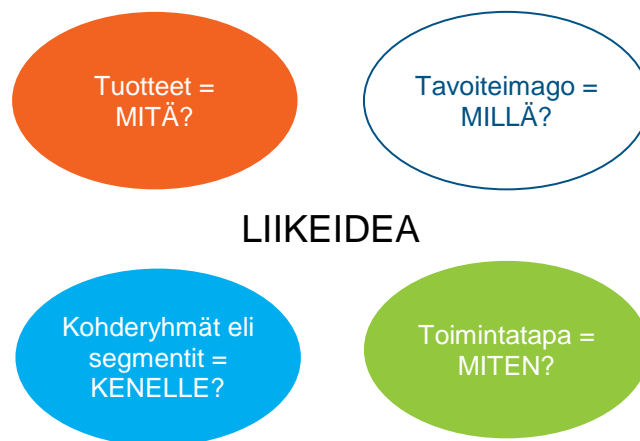 Tuotteet =
MITÄ?
Tavoiteimago =
MILLÄ?
LIIKEIDEA
Kohderyhmät eli
segmentit =
KENELLE?
Toimintatapa =
MITEN?